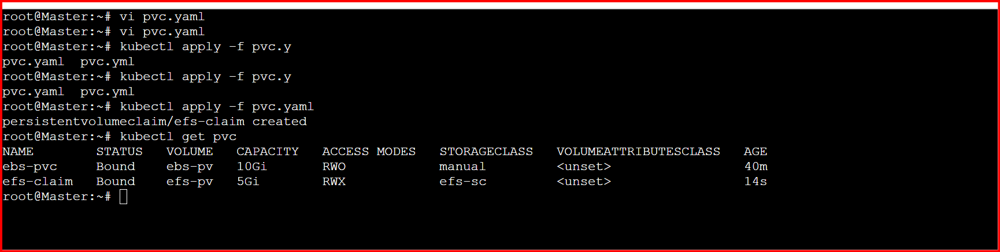 root@Master:~# vi pvc.yaml
root@Master:~# vi pvc.yaml
root@Master:~# kubectl apply -f pvc.y
pvc.yaml  pvc.yml
root@Master:~# kubectl apply -f pvc.y
pvc.yaml  pvc.yml
root@Master:~# kubectl apply -f pvc.yaml
persistentvolumeclaim/efs-claim created
root@Master:~# kubectl get pvc
NAME        STATUS   VOLUME   CAPACITY   ACCESS MODES   STORAGECLASS   VOLUMEATTRIBUTESCLASS   AGE
ebs-pvc     Bound    ebs-pv   10Gi       RWO            manual         <unset>                 40m
efs-claim   Bound    efs-pv   5Gi        RWX            efs-sc         <unset>                 14s
root@Master:~#